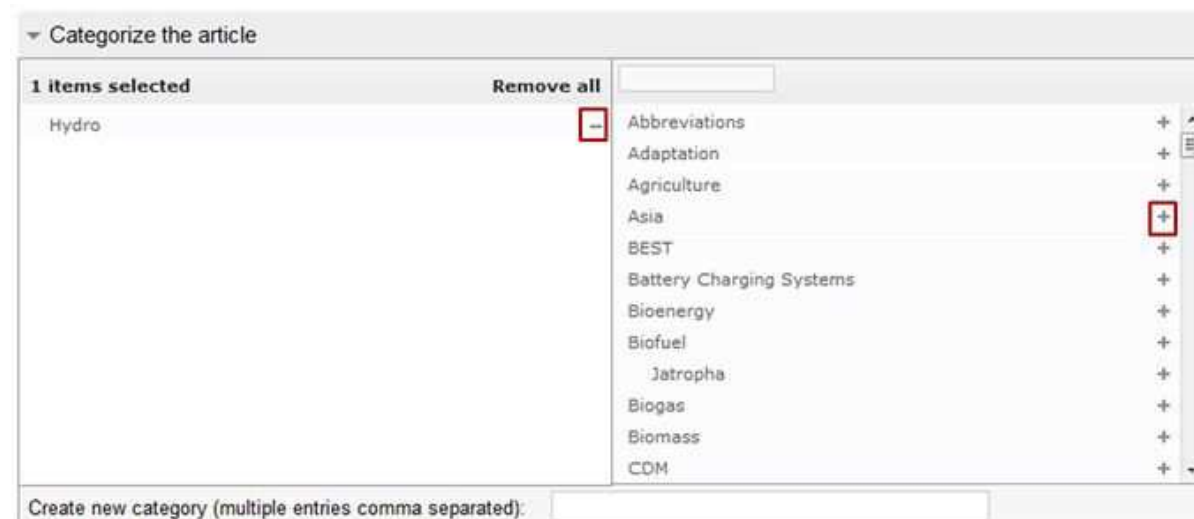 Categorize the article
1 items selected Remove all
Hydro –
Abbreviations +
Adaptation +
Agriculture +
Asia +
BEST +
Battery Charging Systems +
Bioenergy +
Biofuel +
Jatropha +
Biogas +
Biomass +
CDM +
Create new category (multiple entries comma separated):